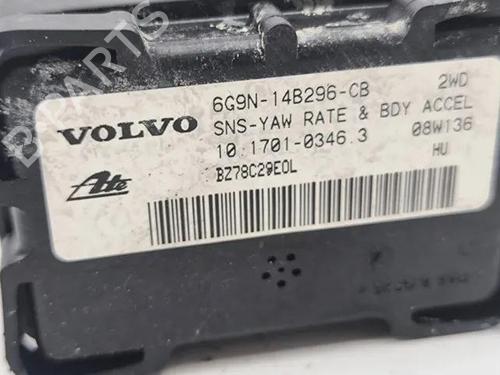 6G9N-14B296-CB 2WD
VOLVO SNS-YAW RATE & BDY ACCEL
10.1701-0346.3 08W136
Ate BZ78C29E0L HU